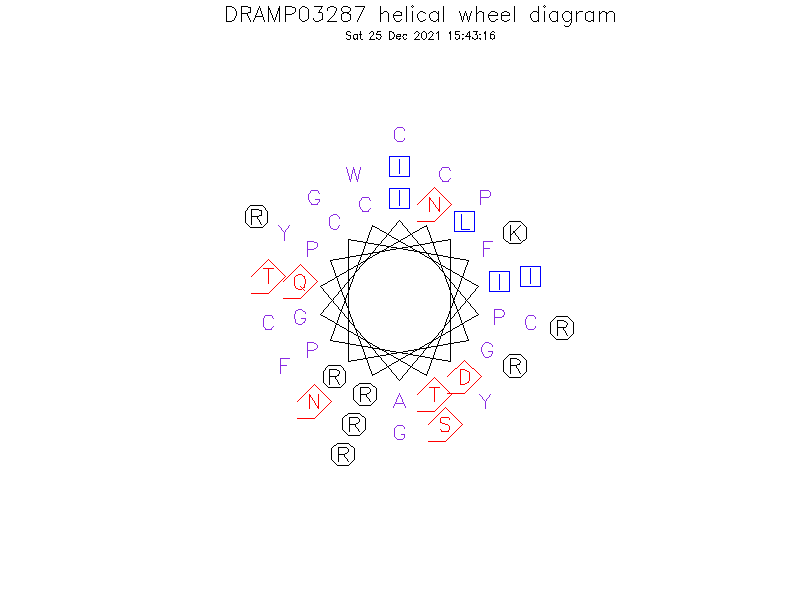 DRAMP03287 helical wheel diagram
Sat 25 Dec 2021 15:43:16
C
I
W C
G I P
C N
R
C L
Y K
P F
T I
Q I
G P
C C
R
P G
F R
R D
R T
N A Y
R S
G
R